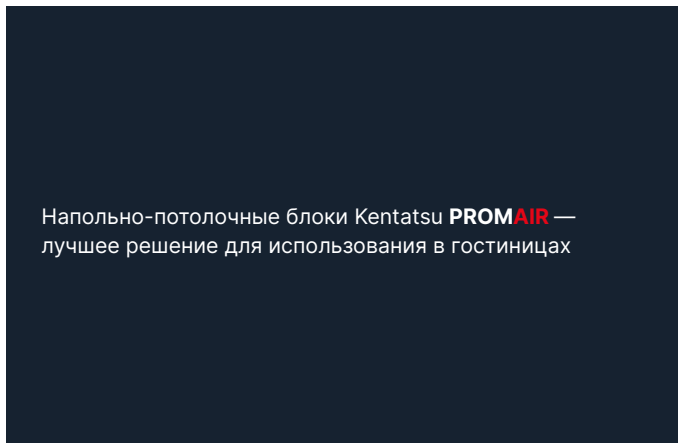 Напольно-потолочные блоки Kentatsu PROMAIR —
лучшее решение для использования в гостиницах